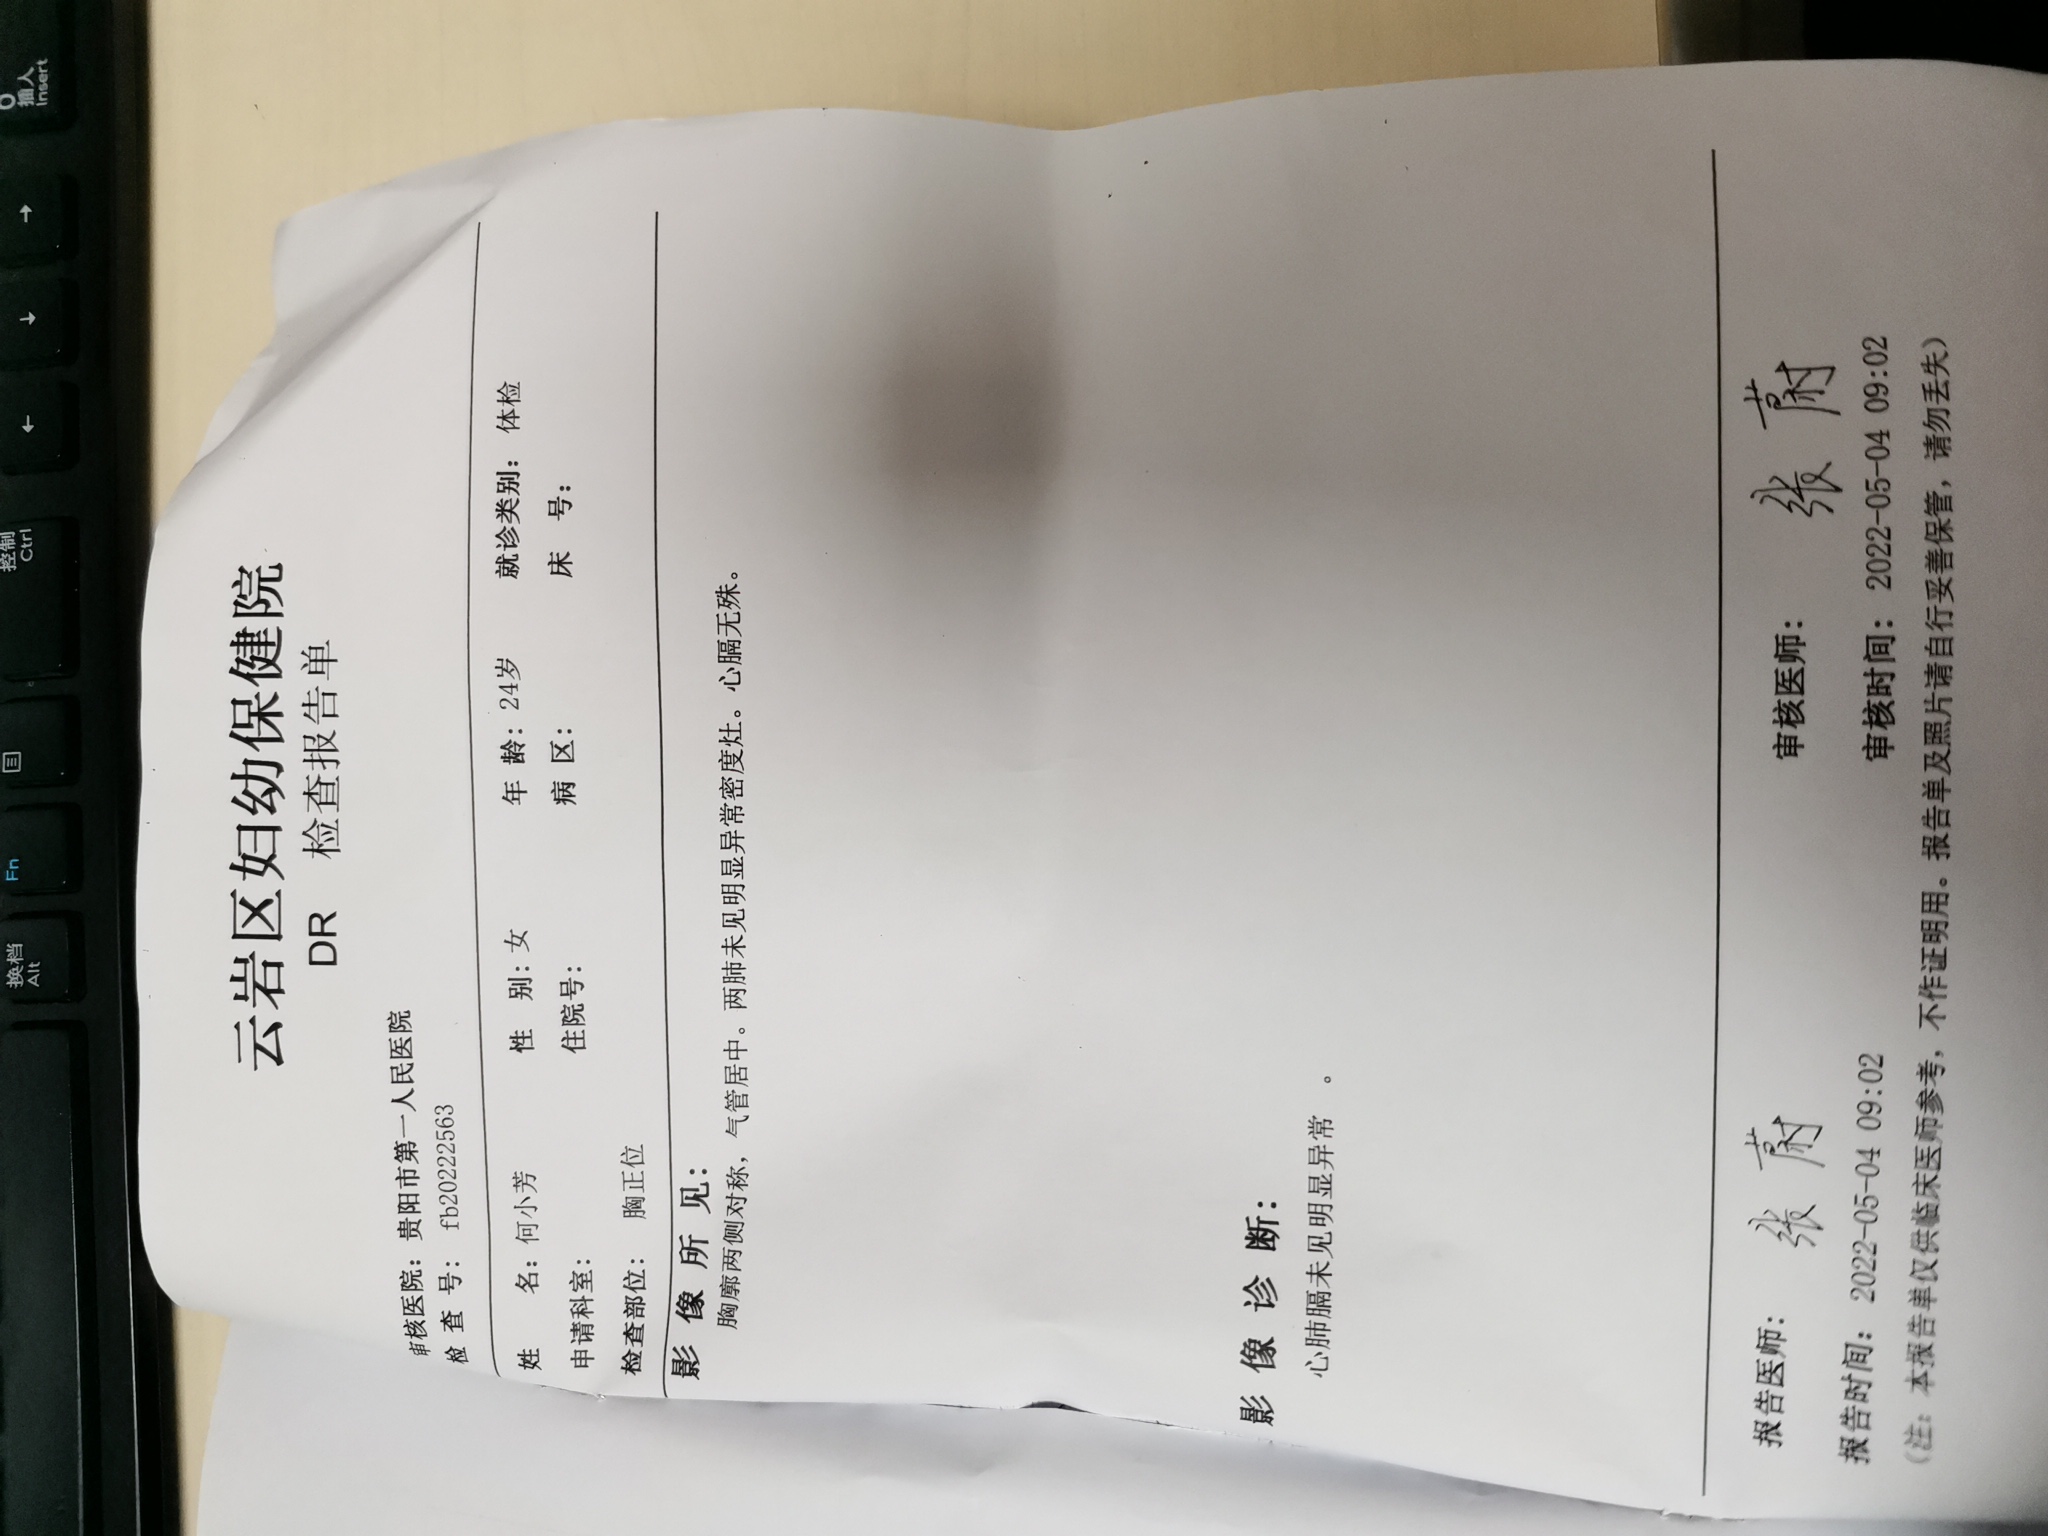 云岩区妇幼保健院
DR 检查报告单
审核医院：贵阳市第一人民医院
检 查 号： fb20222563
姓 名：何小芳 性 别：女 年 龄：24岁 就诊类别： 体检
申请科室： 住院号： 病 区： 床 号：
检查部位： 胸正位
影 像 所 见：
胸廓两侧对称，气管居中。两肺未见明显异常密度灶。心膈无殊。
影 像 诊 断：
心肺膈未见明显异常 。
报告医师： 张蔚 审核医师： 张蔚
报告时间： 2022-05-04 09:02 审核时间： 2022-05-04 09:02
（注：本报告单仅供临床医师参考，不作证明用。报告单及照片请自行妥善保管，请勿丢失）
插入
Insert
→
↓
←
控制
Ctrl
Fn
换档
Alt